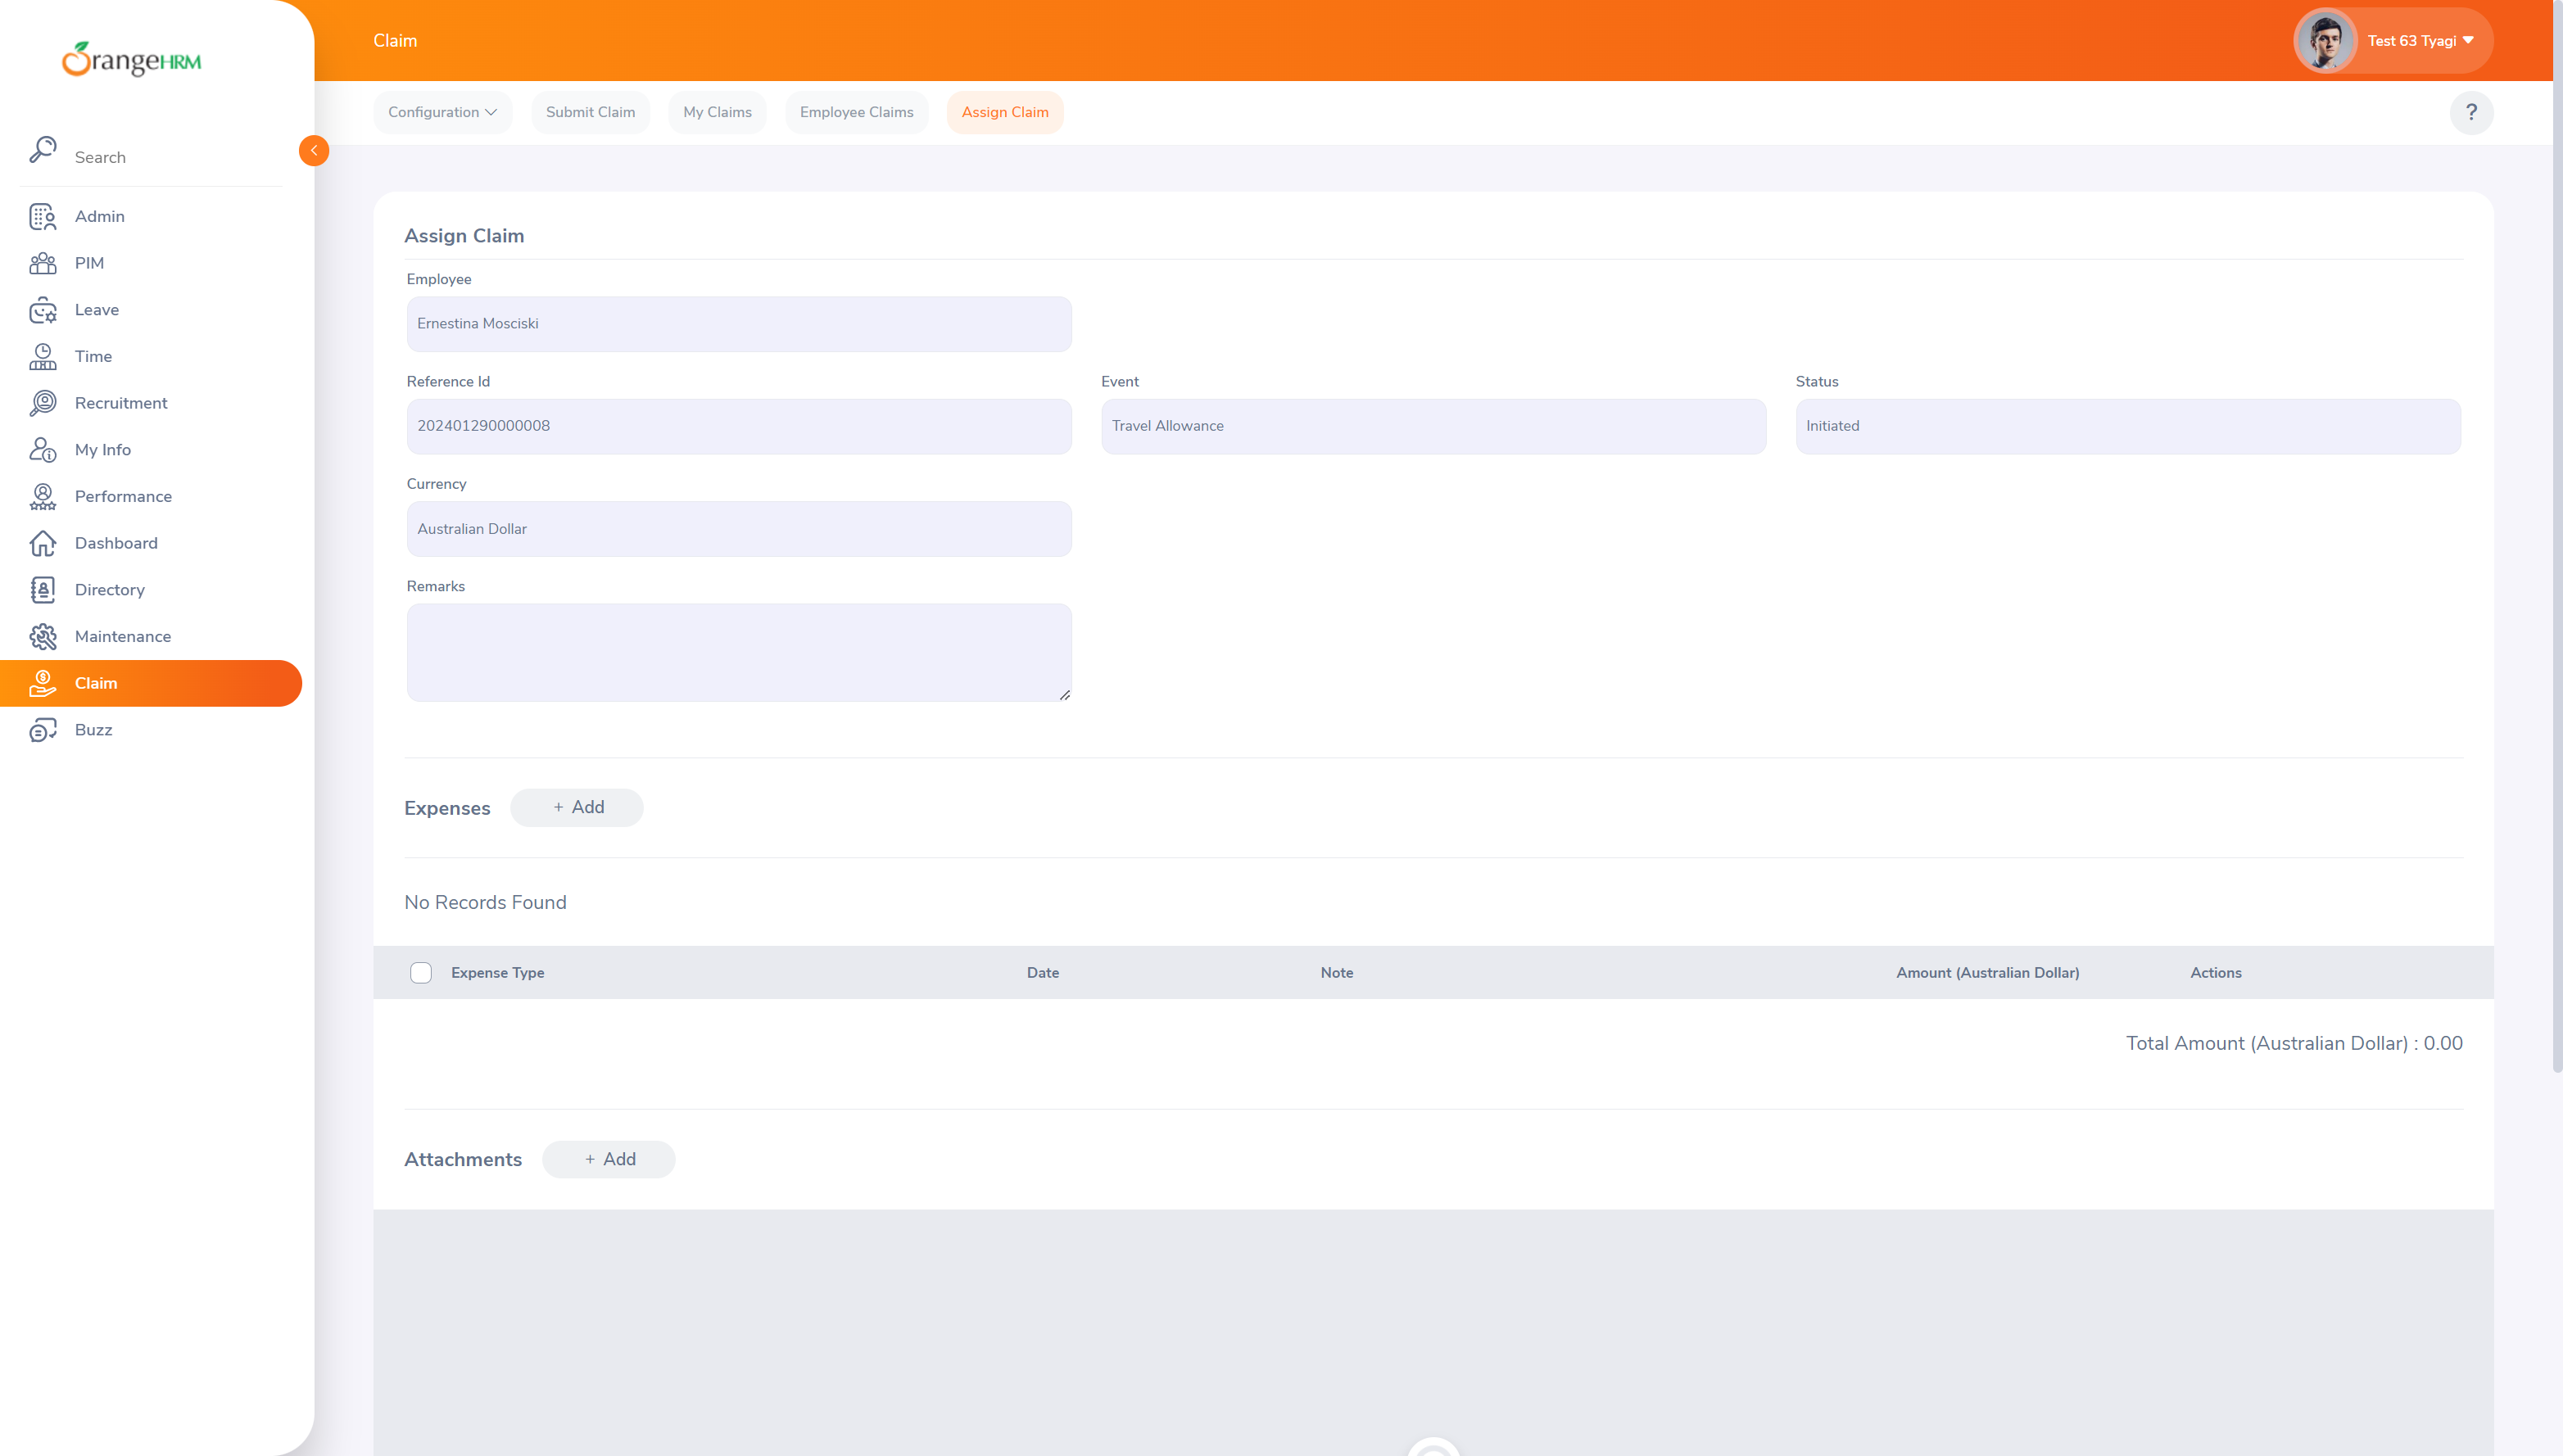 OrangeHRM
Search
Admin
PIM
Leave
Time
Recruitment
My Info
Performance
Dashboard
Directory
Maintenance
Claim
Buzz
Claim
Test 63 Tyagi
Configuration
Submit Claim
My Claims
Employee Claims
Assign Claim
?
Assign Claim
Employee
Ernestina Mosciski
Reference Id
Event
Status
202401290000008
Travel Allowance
Initiated
Currency
Australian Dollar
Remarks
Expenses
+ Add
No Records Found
Expense Type
Date
Note
Amount (Australian Dollar)
Actions
Total Amount (Australian Dollar) : 0.00
Attachments
+ Add